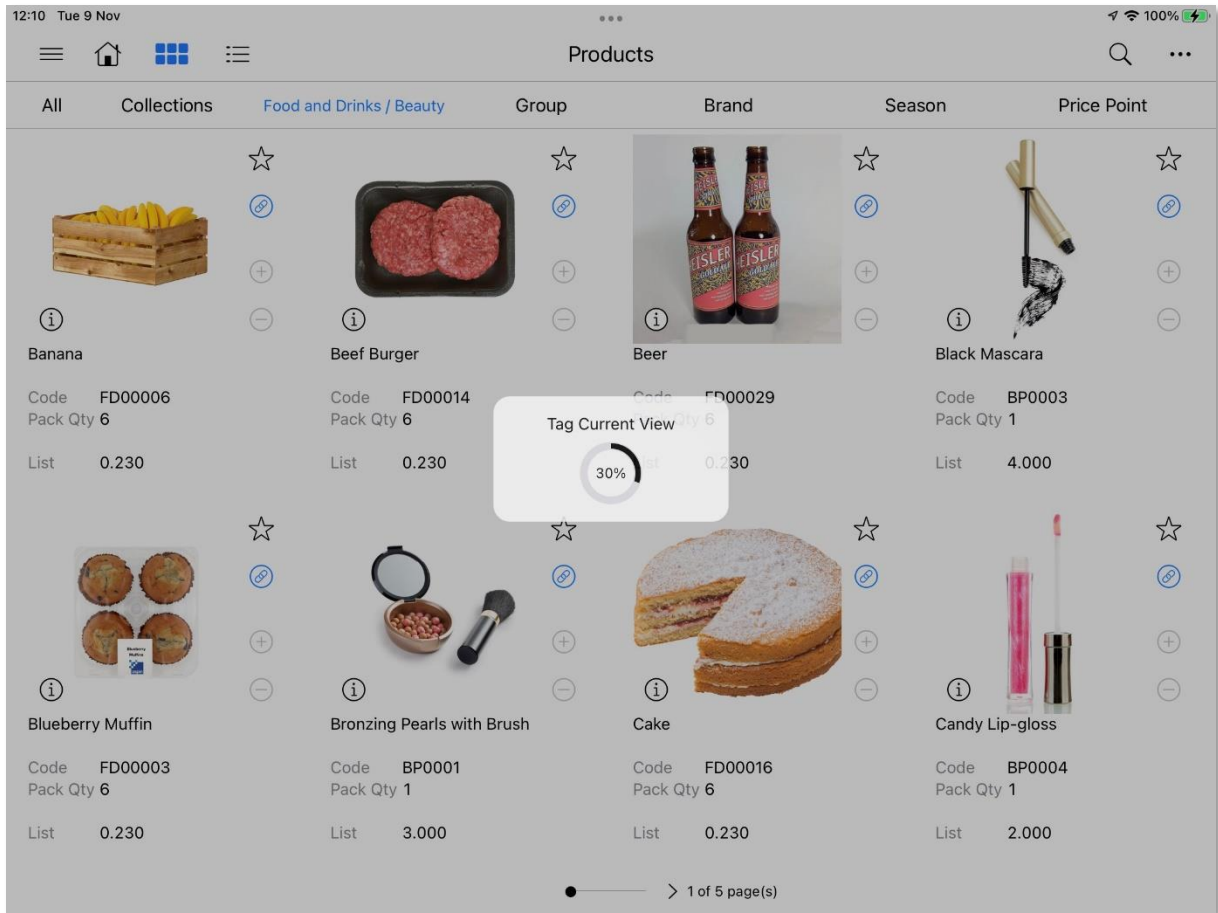 12:10 Tue 9 Nov
100%
Products
All Collections Food and Drinks / Beauty Group Brand Season Price Point
Banana
Code FD00006
Pack Qty 6
List 0.230
Beef Burger
Code FD00014
Pack Qty 6
List 0.230
EISLER
EISLER
Beer
Code FD00029
Pack Qty 6
List 0.230
Black Mascara
Code BP0003
Pack Qty 1
List 4.000
Tag Current View
30%
Blueberry
Muffin
Blueberry Muffin
Code FD00003
Pack Qty 6
List 0.230
Bronzing Pearls with Brush
Code BP0001
Pack Qty 1
List 3.000
Cake
Code FD00016
Pack Qty 6
List 0.230
Candy Lip-gloss
Code BP0004
Pack Qty 1
List 2.000
1 of 5 page(s)